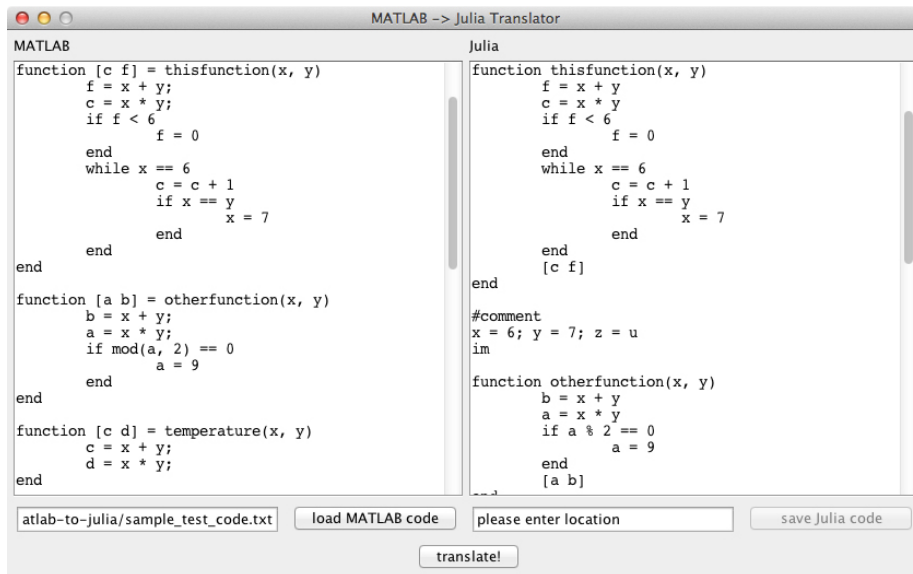 MATLAB -> Julia Translator
MATLAB
function [c f] = thisfunction(x, y)
        f = x + y;
        c = x * y;
        if f < 6
                f = 0
        end
        while x == 6
                c = c + 1
                if x == y
                        x = 7
                end
        end
end

function [a b] = otherfunction(x, y)
        b = x + y;
        a = x * y;
        if mod(a, 2) == 0
                a = 9
        end
end

function [c d] = temperature(x, y)
        c = x + y;
        d = x * y;
end
Julia
function thisfunction(x, y)
        f = x + y
        c = x * y
        if f < 6
                f = 0
        end
        while x == 6
                c = c + 1
                if x == y
                        x = 7
                end
        end
        [c f]
end

#comment
x = 6; y = 7; z = u
im

function otherfunction(x, y)
        b = x + y
        a = x * y
        if a % 2 == 0
                a = 9
        end
        [a b]
end
atlab-to-julia/sample_test_code.txt
load MATLAB code
please enter location
save Julia code
translate!